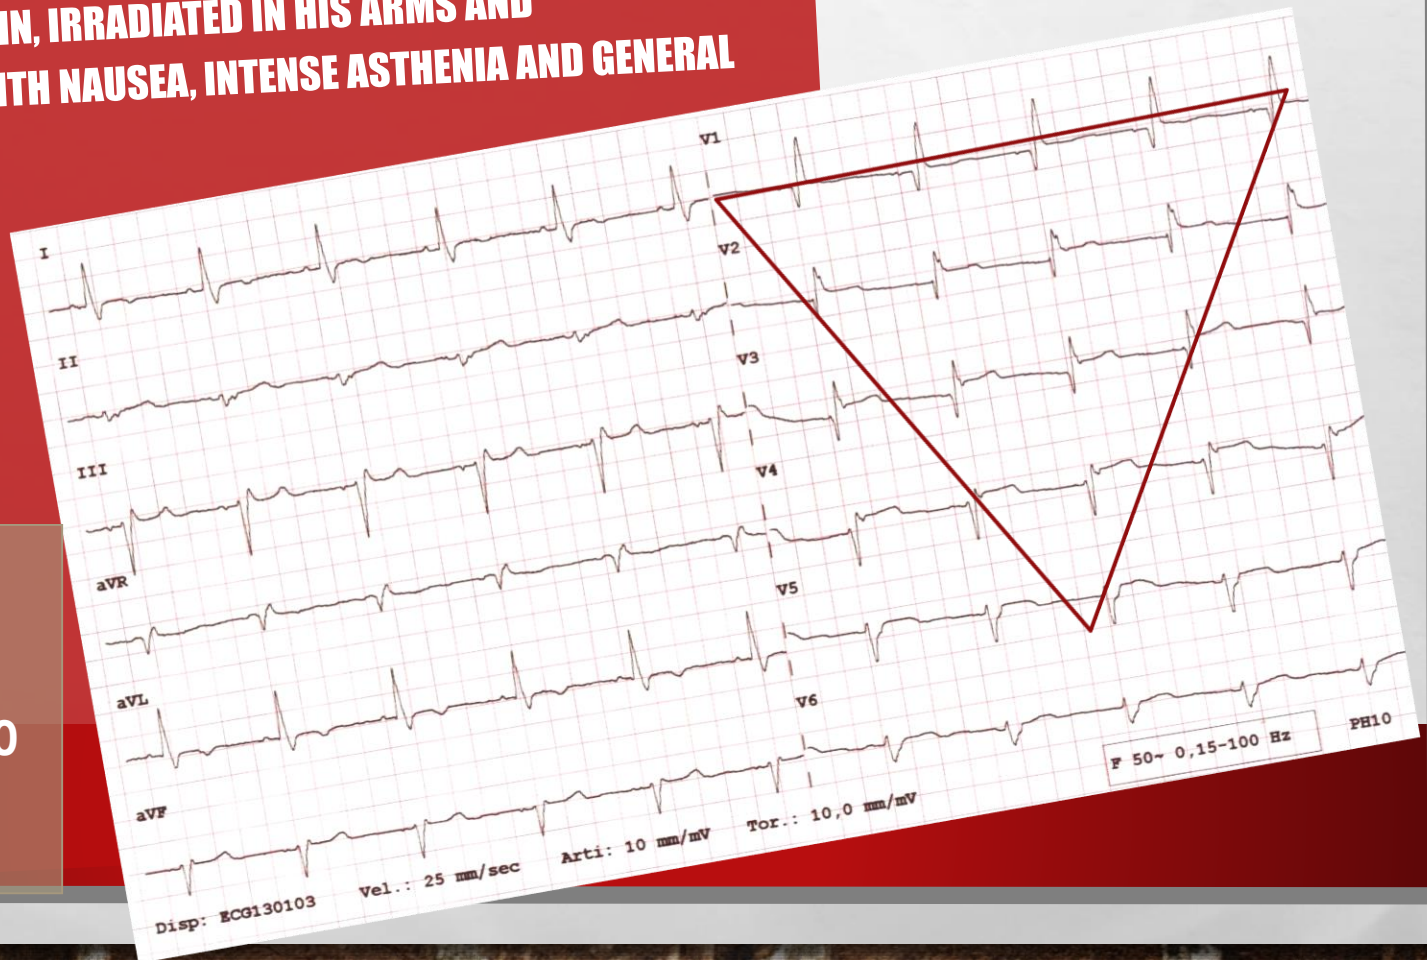 IN, IRRADIATED IN HIS ARMS AND
ITH NAUSEA, INTENSE ASTHENIA AND GENERAL
I
II
III
aVR
aVL
aVF
V1
V2
V3
V4
V5
V6
0
F 50~ 0,15-100 Hz
PH10
Disp: ECG130103 Vel.: 25 mm/sec Arti: 10 mm/mV Tor.: 10,0 mm/mV